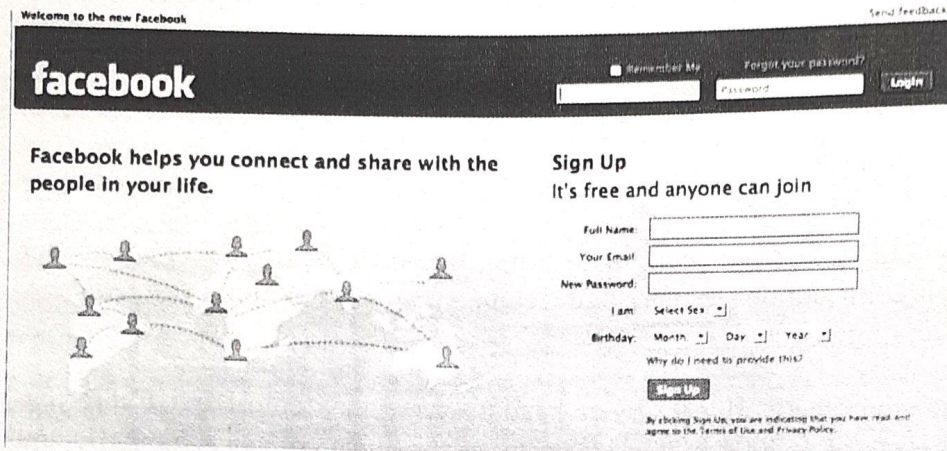 Welcome to the new Facebook
Send feedback
facebook
Remember Me
Forgot your password?
Password
Login
Facebook helps you connect and share with the
people in your life.
Sign Up
It's free and anyone can join
Full Name:
Your Email
New Password:
I am: Select Sex
Birthday: Month Day Year
Why do I need to provide this?
Sign Up
By clicking Sign Up, you are indicating that you have read and
agree to the Terms of Use and Privacy Policy.